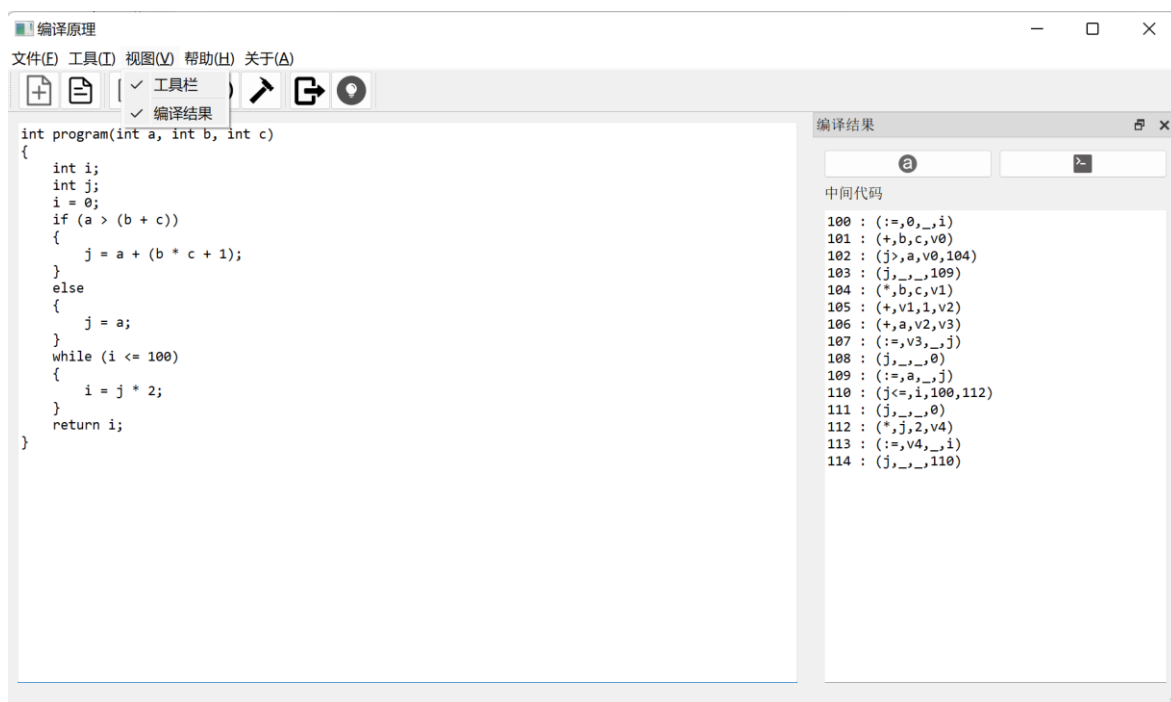 编译原理
文件(F) 工具(T) 视图(V) 帮助(H) 关于(A)
工具栏
编译结果
int program(int a, int b, int c)
{
    int i;
    int j;
    i = 0;
    if (a > (b + c))
    {
        j = a + (b * c + 1);
    }
    else
    {
        j = a;
    }
    while (i <= 100)
    {
        i = j * 2;
    }
    return i;
}
编译结果
a
中间代码
100 : (:=,0,_,i)
101 : (+,b,c,v0)
102 : (j>,a,v0,104)
103 : (j,_,_,109)
104 : (*,b,c,v1)
105 : (+,v1,1,v2)
106 : (+,a,v2,v3)
107 : (:=,v3,_,j)
108 : (j,_,_,0)
109 : (:=,a,_,j)
110 : (j<=,i,100,112)
111 : (j,_,_,0)
112 : (*,j,2,v4)
113 : (:=,v4,_,i)
114 : (j,_,_,110)